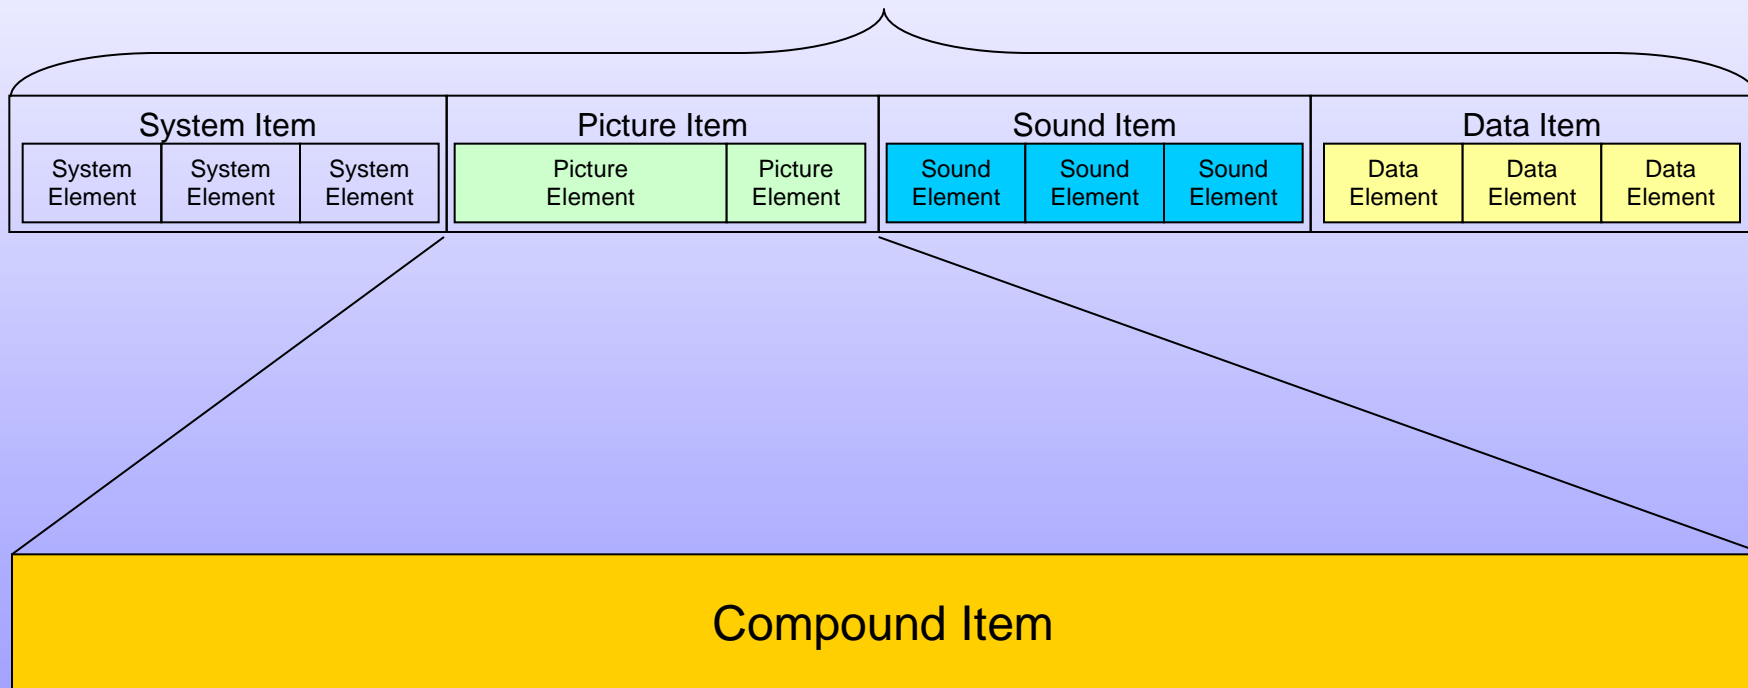 System Item
System
Element
System
Element
System
Element
Picture Item
Picture
Element
Picture
Element
Sound Item
Sound
Element
Sound
Element
Sound
Element
Data Item
Data
Element
Data
Element
Data
Element
Compound Item